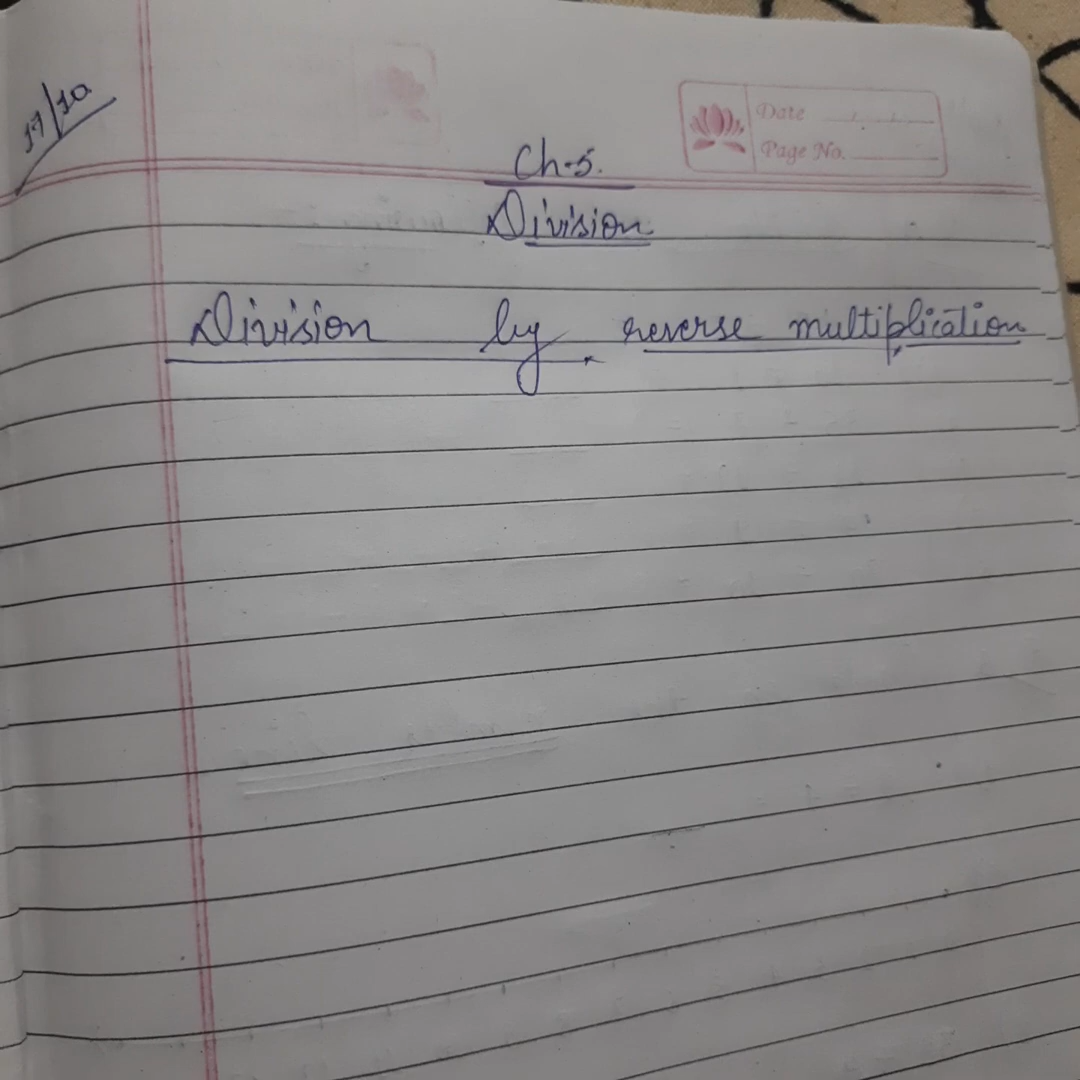 17/10
Date
Page No.
Ch-5.
Division
Division by reverse multiplication